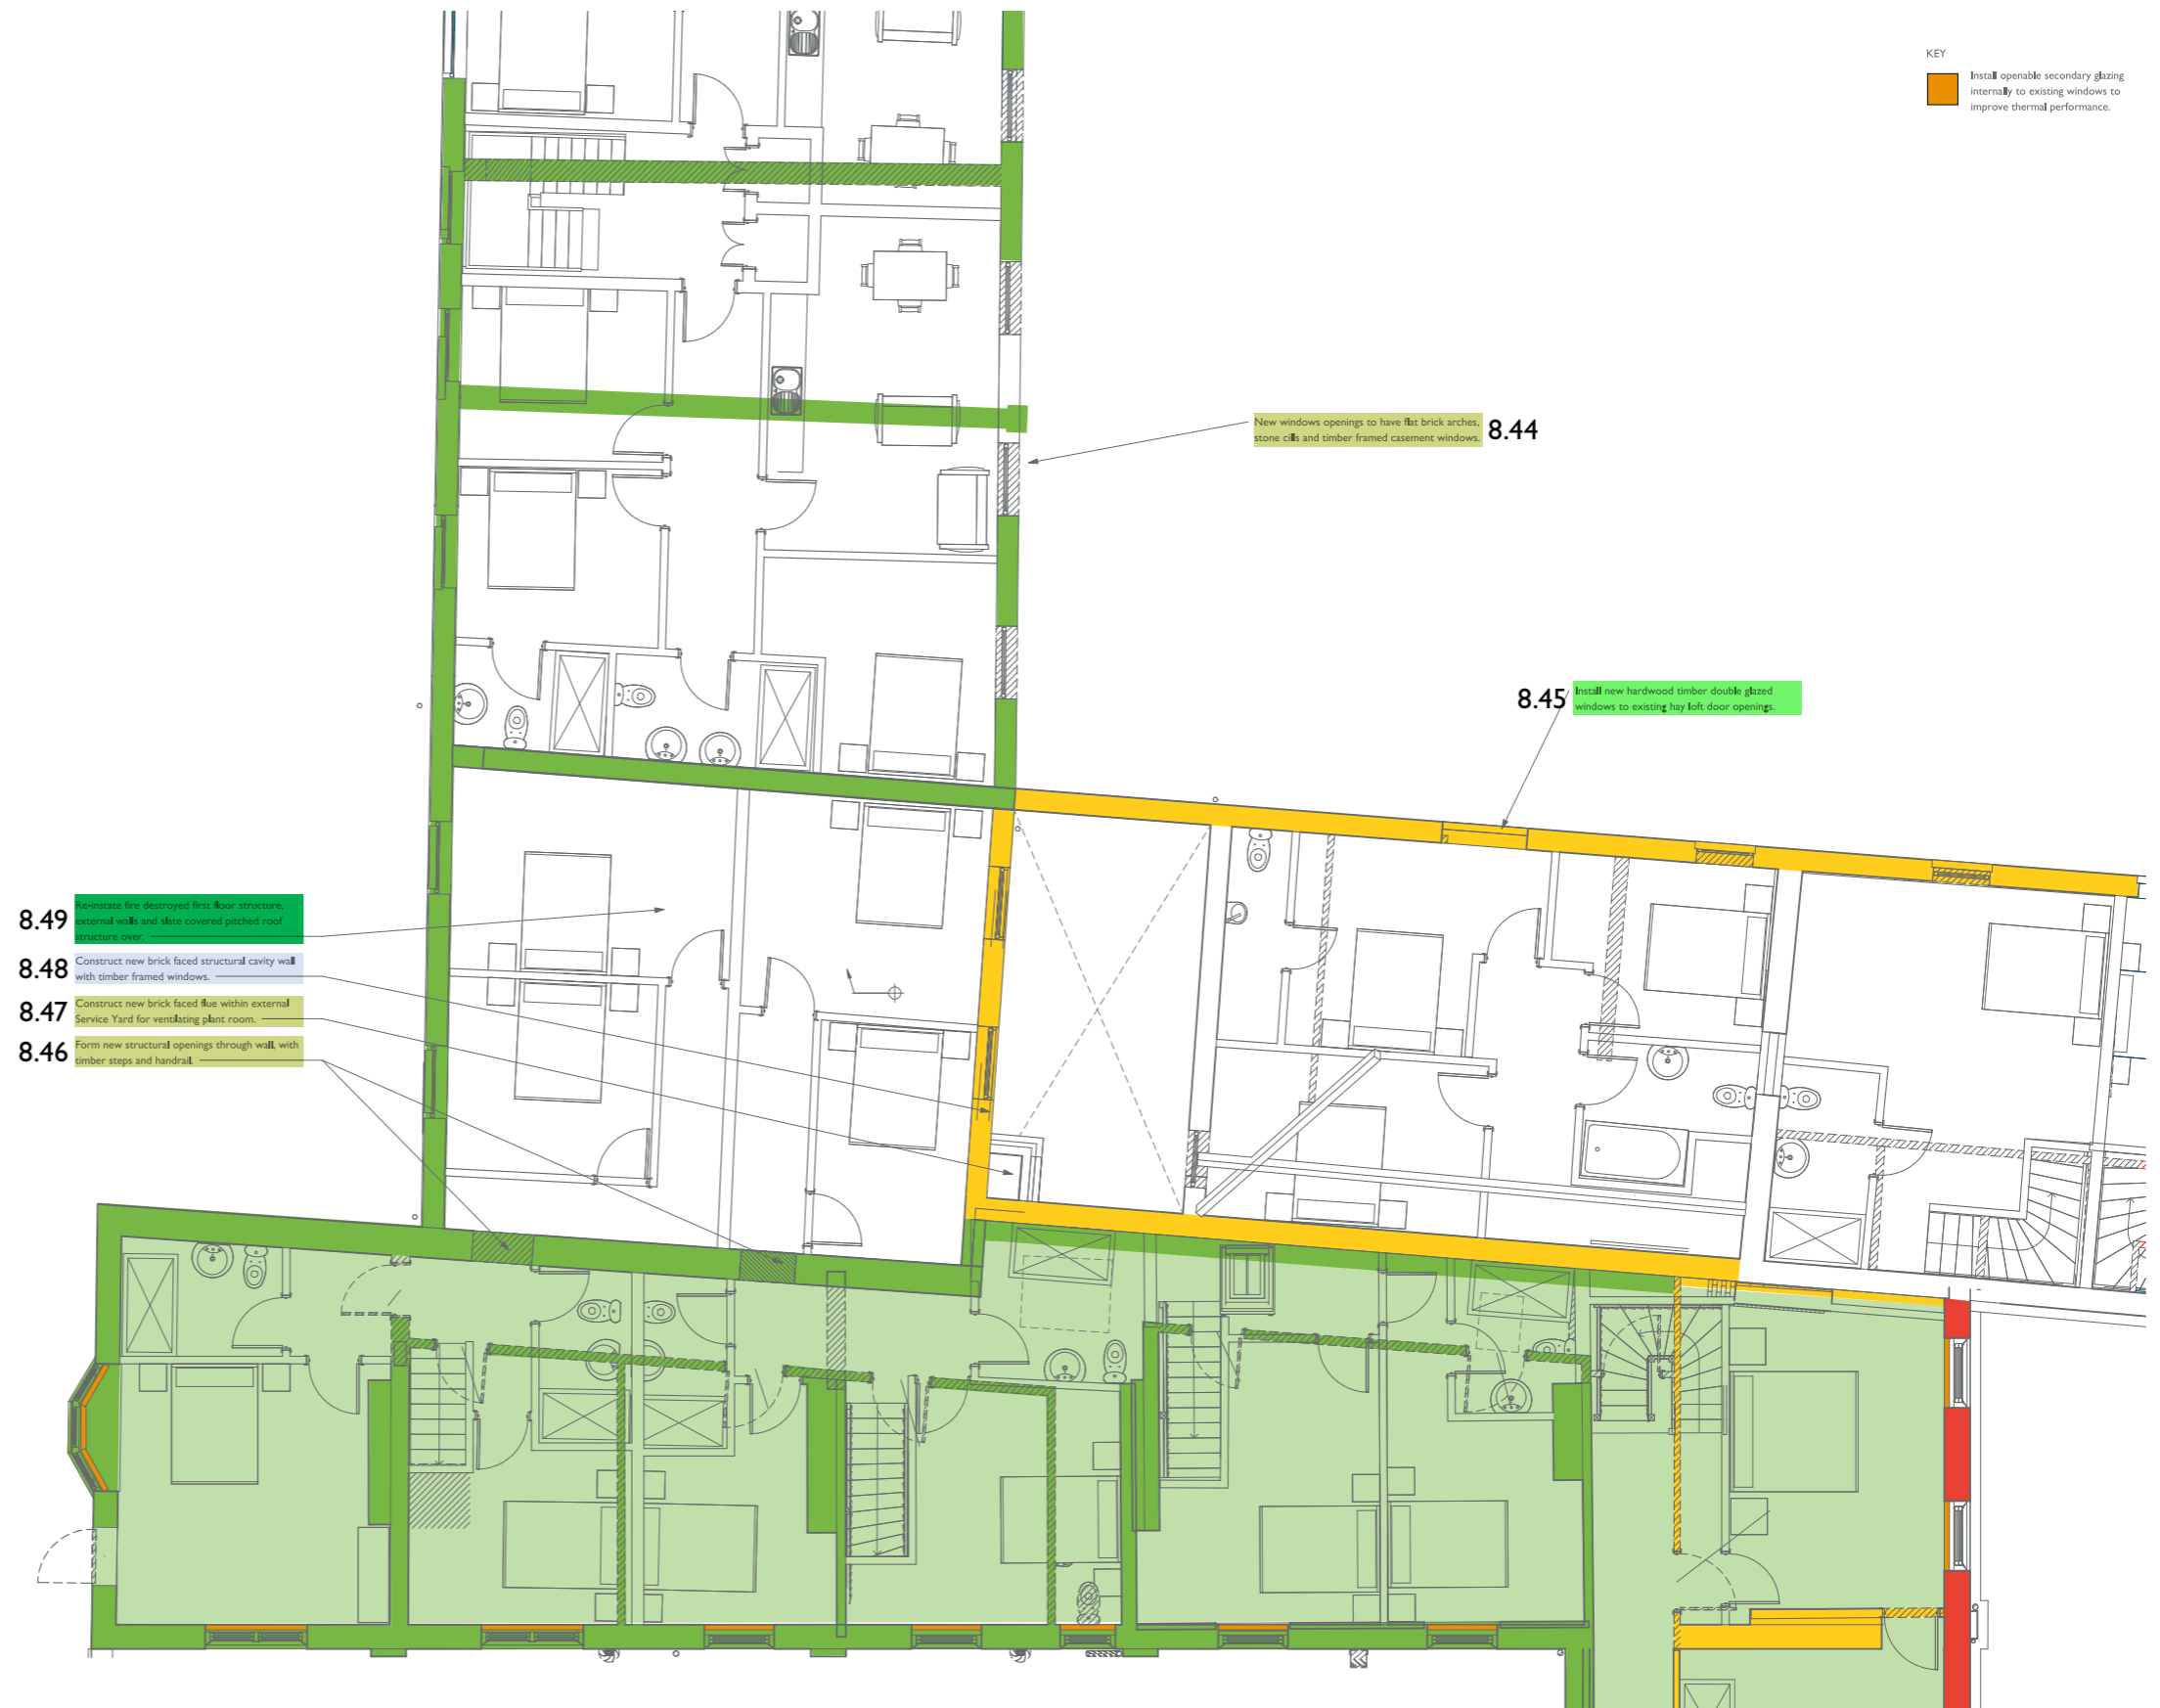 KEY
Install openable secondary glazing
internally to existing windows to
improve thermal performance.
New windows openings to have flat brick arches,
stone cills and timber framed casement windows.
8.44
8.45
Install new hardwood timber double glazed
windows to existing hay loft door openings.
8.49
Re-instate fire destroyed first floor structure,
external walls and slate covered pitched roof
structure over.
8.48
Construct new brick faced structural cavity wall
with timber framed windows.
8.47
Construct new brick faced flue within external
Service Yard for ventilating plant room.
8.46
Form new structural openings through wall, with
timber steps and handrail.